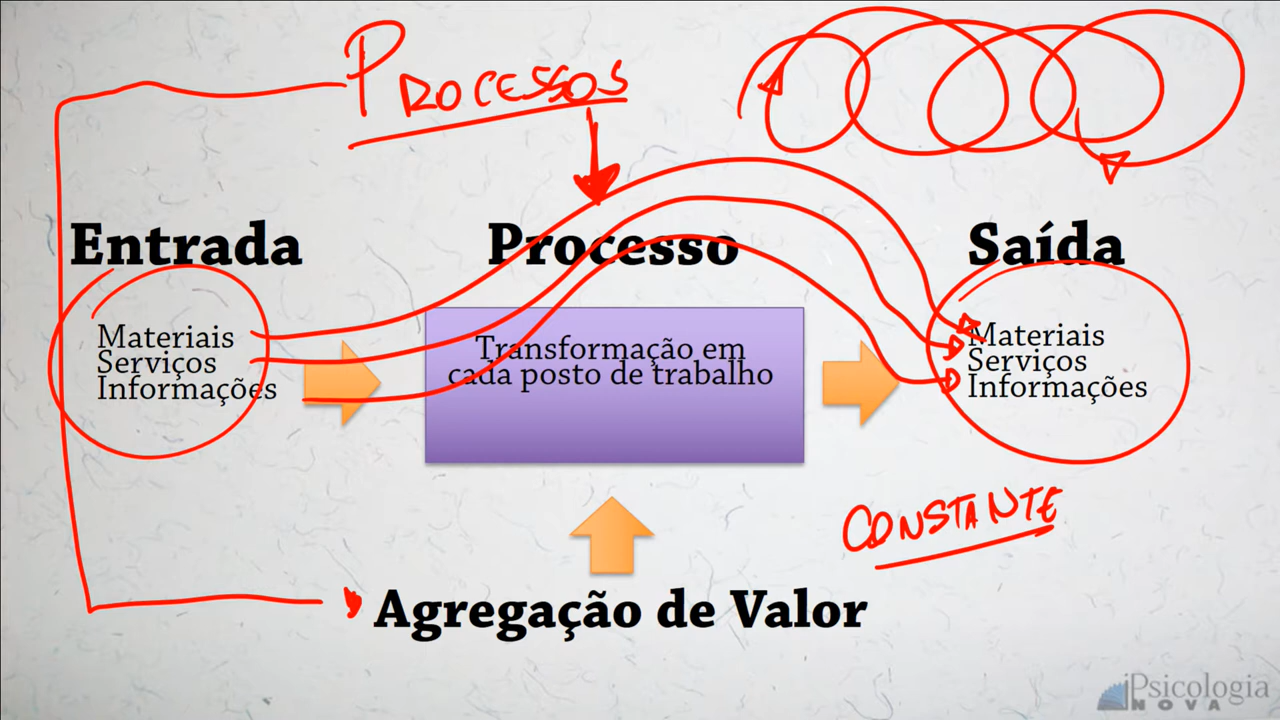 PROCESSOS
Entrada
Processo
Saída
Materiais
Serviços
Informações
Transformação em
cada posto de trabalho
Materiais
Serviços
Informações
CONSTANTE
Agregação de Valor
Psicologia
NOVA